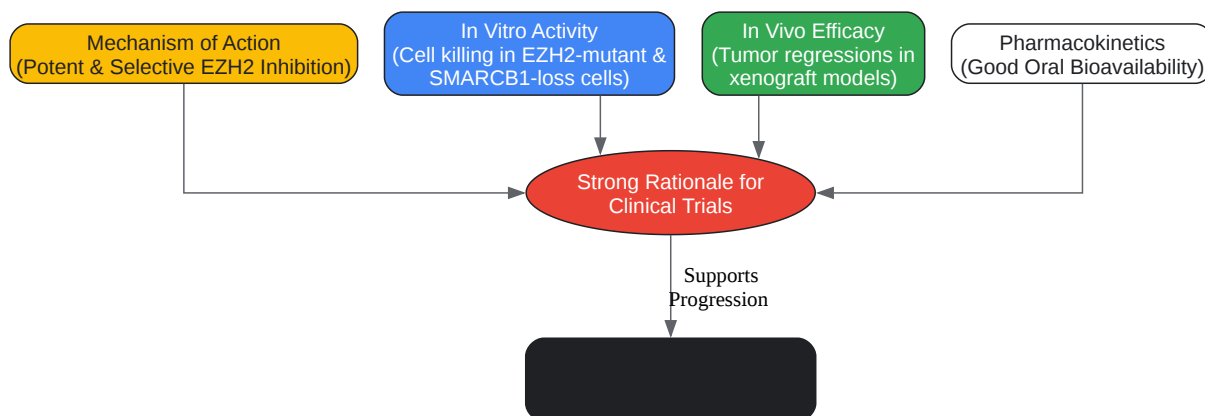 Mechanism of Action
(Potent & Selective EZH2 Inhibition)
In Vitro Activity
(Cell killing in EZH2-mutant &
SMARCB1-loss cells)
In Vivo Efficacy
(Tumor regressions in
xenograft models)
Pharmacokinetics
(Good Oral Bioavailability)
Strong Rationale for
Clinical Trials
Supports
Progression